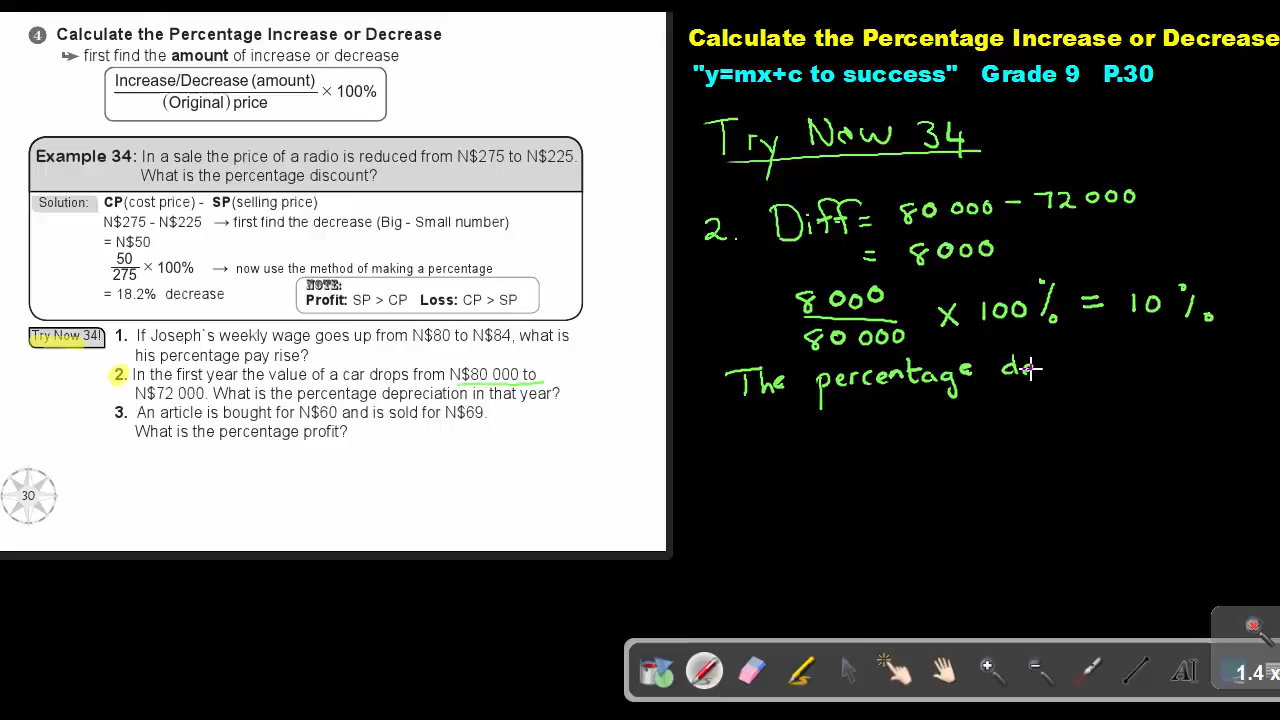 4 Calculate the Percentage Increase or Decrease
↳ first find the amount of increase or decrease
Increase/Decrease (amount)
(Original) price
× 100%
Example 34: In a sale the price of a radio is reduced from N$275 to N$225.
What is the percentage discount?
Solution: CP(cost price) - SP(selling price)
N$275 - N$225 → first find the decrease (Big - Small number)
= N$50
50
275
× 100% → now use the method of making a percentage
= 18.2% decrease
NOTE:
Profit: SP > CP Loss: CP > SP
Try Now 34!
1. If Joseph`s weekly wage goes up from N$80 to N$84, what is
his percentage pay rise?
2. In the first year the value of a car drops from N$80 000 to
N$72 000. What is the percentage depreciation in that year?
3. An article is bought for N$60 and is sold for N$69.
What is the percentage profit?
30
Calculate the Percentage Increase or Decrease
"y=mx+c to success" Grade 9 P.30
Try Now 34
2. Diff = 80 000 - 72 000
= 8000
8 000
80 000
× 100% = 10%
The percentage de
AI
1.4 x